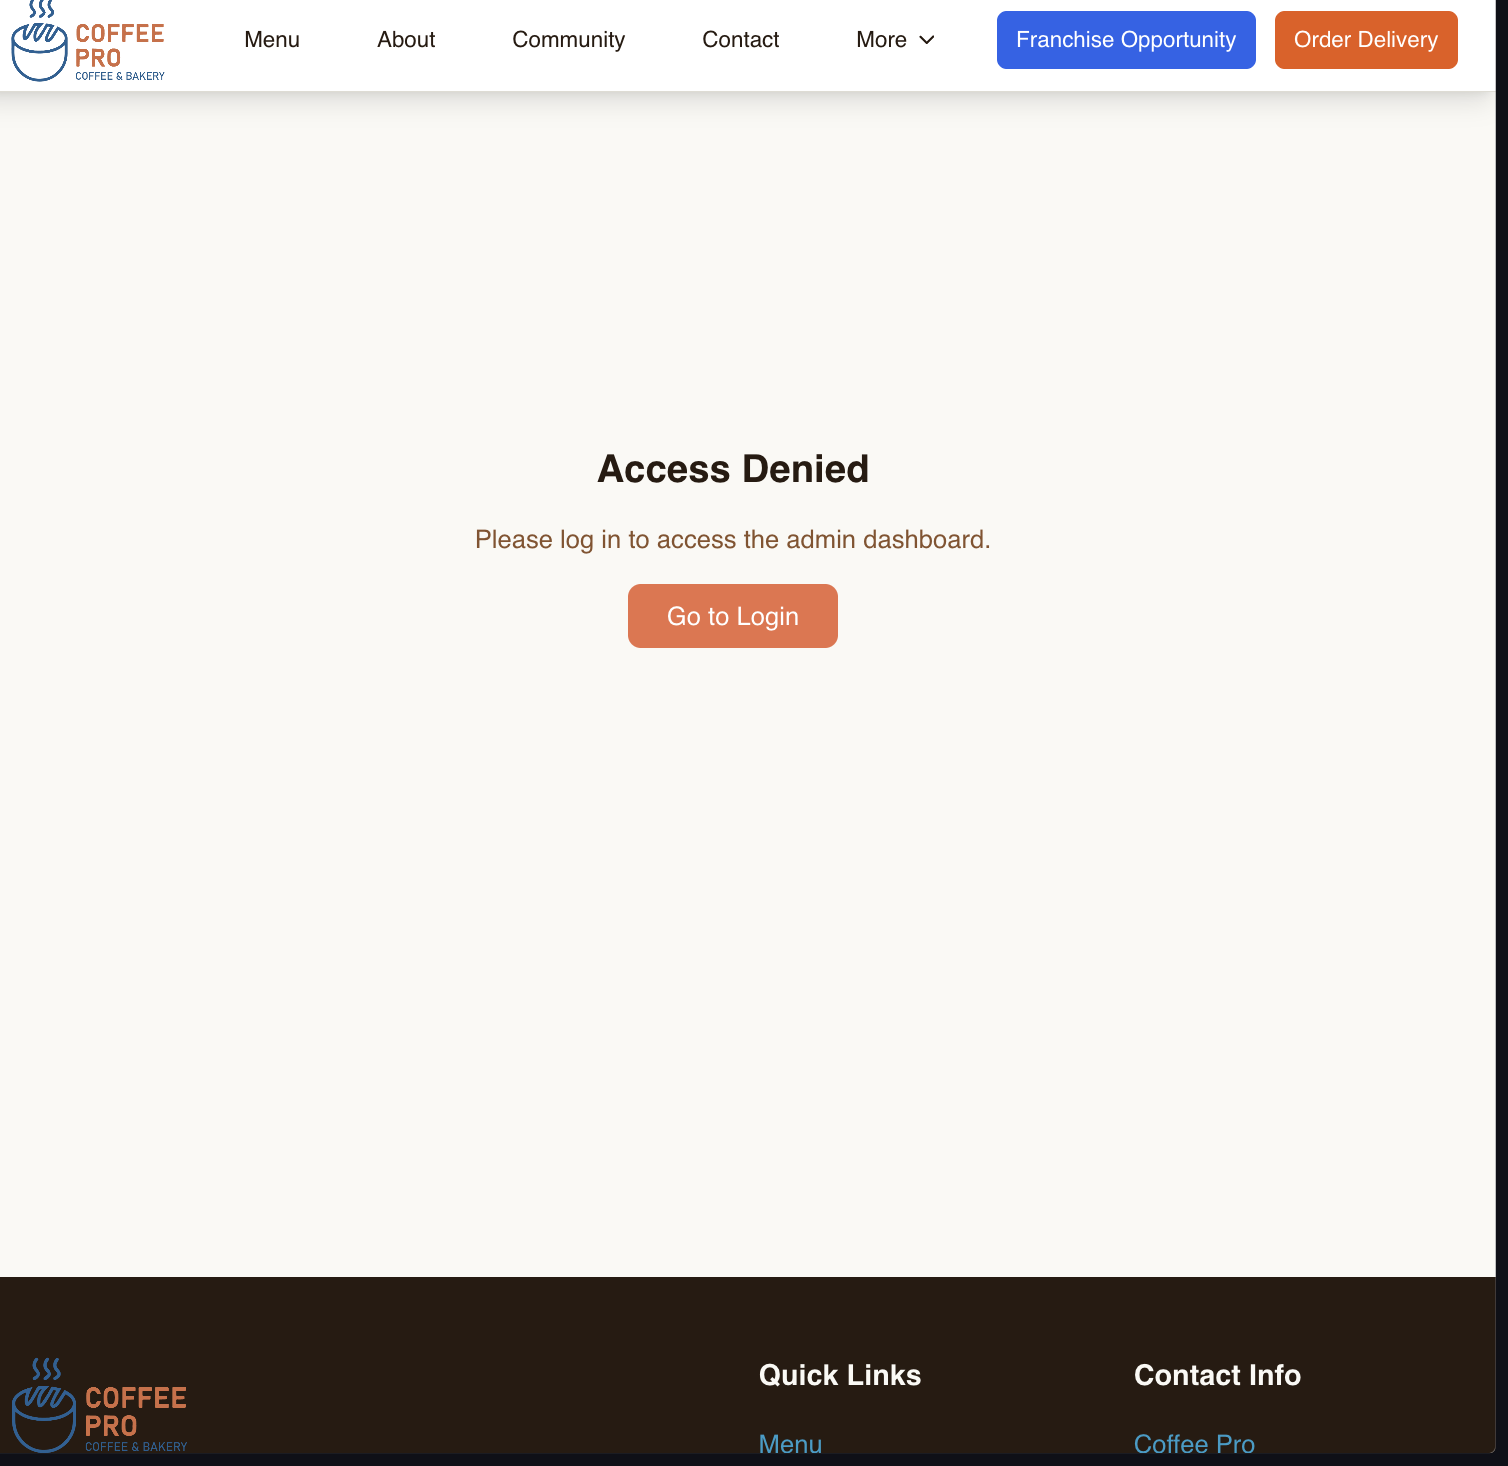 COFFEE
PRO
COFFEE & BAKERY
Menu
About
Community
Contact
More
Franchise Opportunity
Order Delivery
Access Denied
Please log in to access the admin dashboard.
Go to Login
COFFEE
PRO
COFFEE & BAKERY
Quick Links
Menu
Contact Info
Coffee Pro